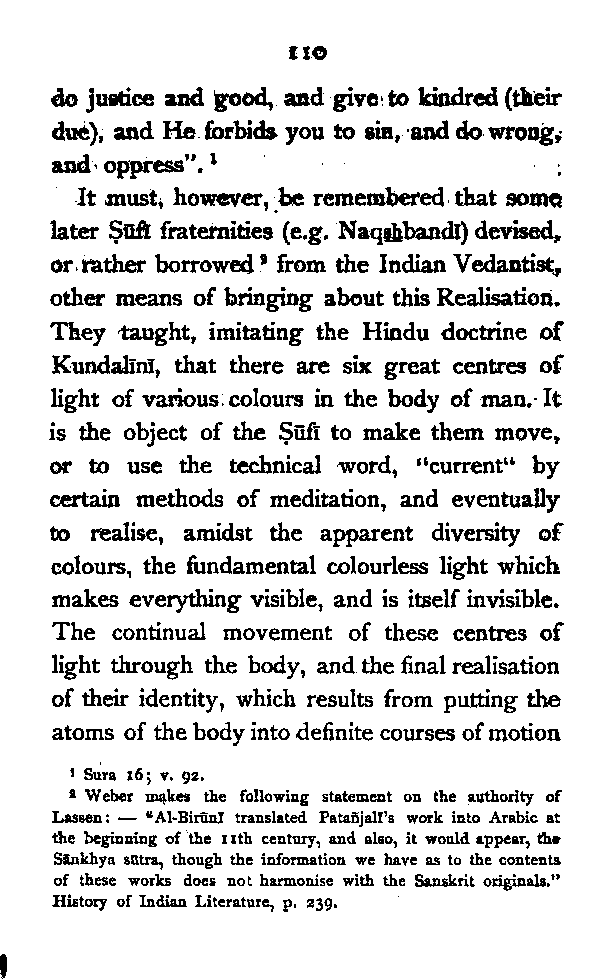 110
do justice and good, and give to kindred (their
due), and He forbids you to sin, and do wrong,
and oppress". ¹
It must, however, be remembered that some
later Ṣūfī fraternities (e.g. Naqshbandī) devised,
or rather borrowed ² from the Indian Vedantist,
other means of bringing about this Realisation.
They taught, imitating the Hindu doctrine of
Kundalīnī, that there are six great centres of
light of various colours in the body of man. It
is the object of the Ṣūfī to make them move,
or to use the technical word, "current“ by
certain methods of meditation, and eventually
to realise, amidst the apparent diversity of
colours, the fundamental colourless light which
makes everything visible, and is itself invisible.
The continual movement of these centres of
light through the body, and the final realisation
of their identity, which results from putting the
atoms of the body into definite courses of motion
¹ Sura 16; v. 92.
² Weber makes the following statement on the authority of
Lassen: — "Al-Birūnī translated Patañjalī's work into Arabic at
the beginning of the 11th century, and also, it would appear, the
Sānkhya sūtra, though the information we have as to the contents
of these works does not harmonise with the Sanskrit originals."
History of Indian Literature, p. 239.